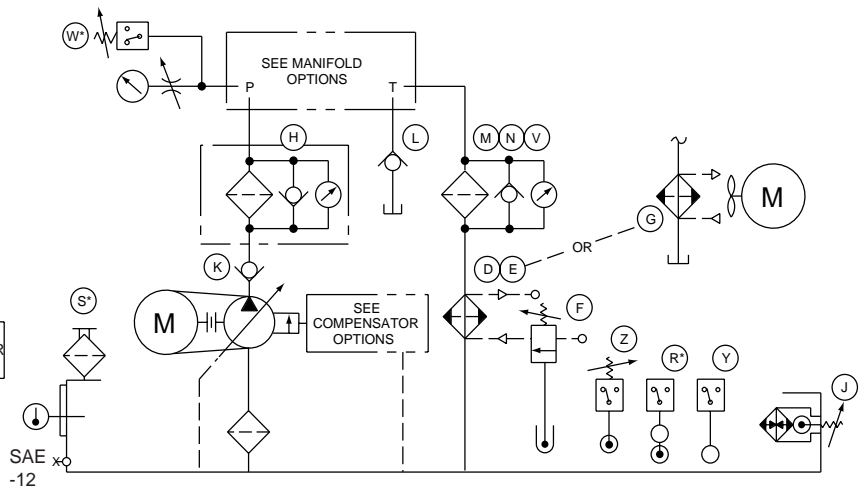 W*
SEE MANIFOLD
OPTIONS
P
T
H
L
M N V
M
G
OR
K
D E
S*
F
M
SEE
COMPENSATOR
OPTIONS
Z
R*
Y
R
J
SAE
-12
X